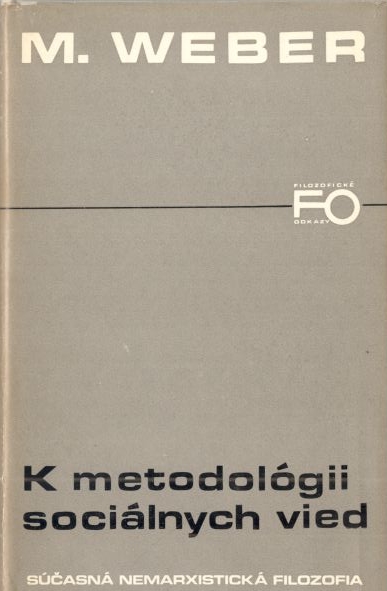 M. WEBER
FILOZOFICKÉ
FO
ODKAZY
K metodológii
sociálnych vied
SÚČASNÁ NEMARXISTICKÁ FILOZOFIA